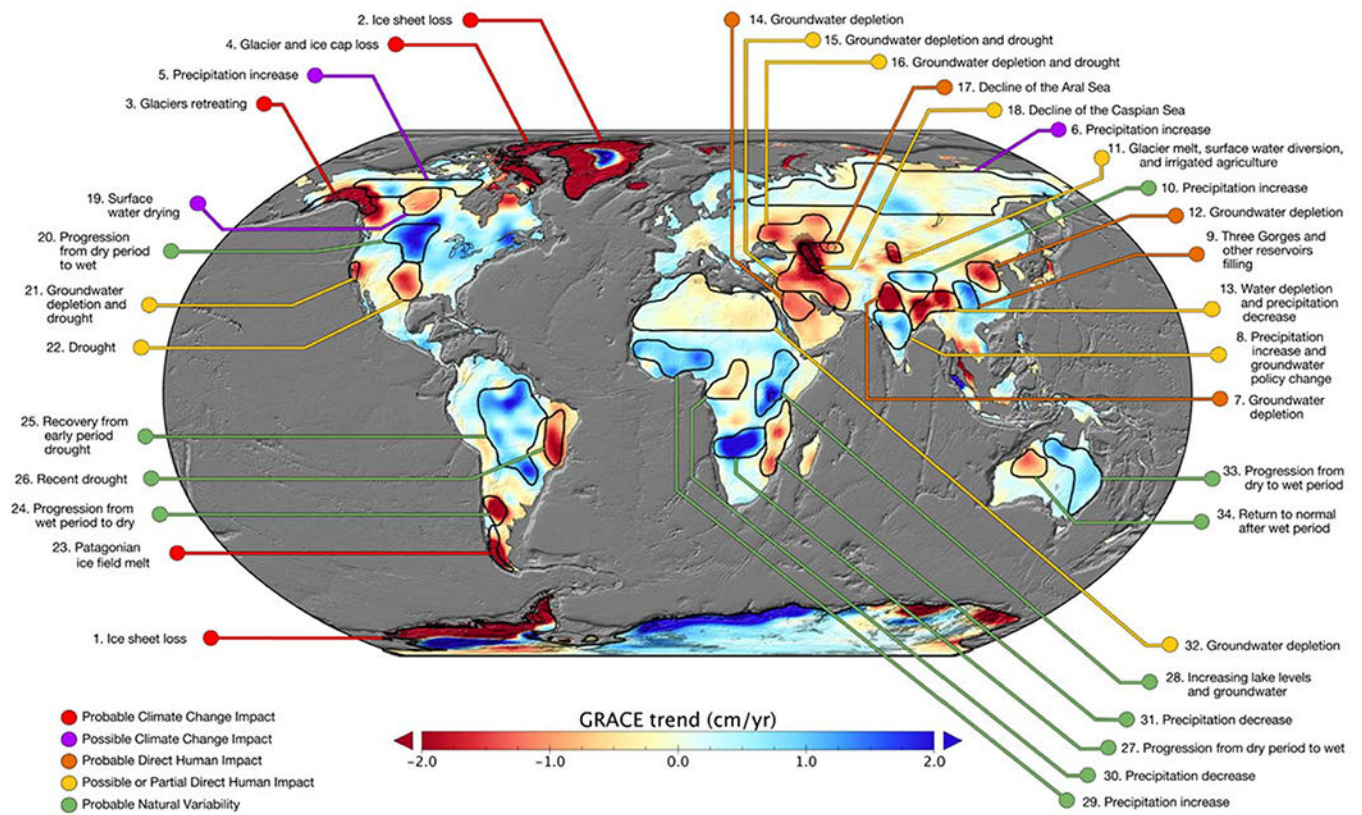 2. Ice sheet loss
4. Glacier and ice cap loss
5. Precipitation increase
3. Glaciers retreating
19. Surface
water drying
20. Progression
from dry period
to wet
21. Groundwater
depletion and
drought
22. Drought
25. Recovery from
early period
drought
26. Recent drought
24. Progression from
wet period to dry
23. Patagonian
ice field melt
1. Ice sheet loss
14. Groundwater depletion
15. Groundwater depletion and drought
16. Groundwater depletion and drought
17. Decline of the Aral Sea
18. Decline of the Caspian Sea
6. Precipitation increase
11. Glacier melt, surface water diversion,
and irrigated agriculture
10. Precipitation increase
12. Groundwater depletion
9. Three Gorges and
other reservoirs
filling
13. Water depletion
and precipitation
decrease
8. Precipitation
increase and
groundwater
policy change
7. Groundwater
depletion
33. Progression from
dry to wet period
34. Return to normal
after wet period
32. Groundwater depletion
28. Increasing lake levels
and groundwater
31. Precipitation decrease
27. Progression from dry period to wet
30. Precipitation decrease
29. Precipitation increase
Probable Climate Change Impact
Possible Climate Change Impact
Probable Direct Human Impact
Possible or Partial Direct Human Impact
Probable Natural Variability
GRACE trend (cm/yr)
-2.0 -1.0 0.0 1.0 2.0